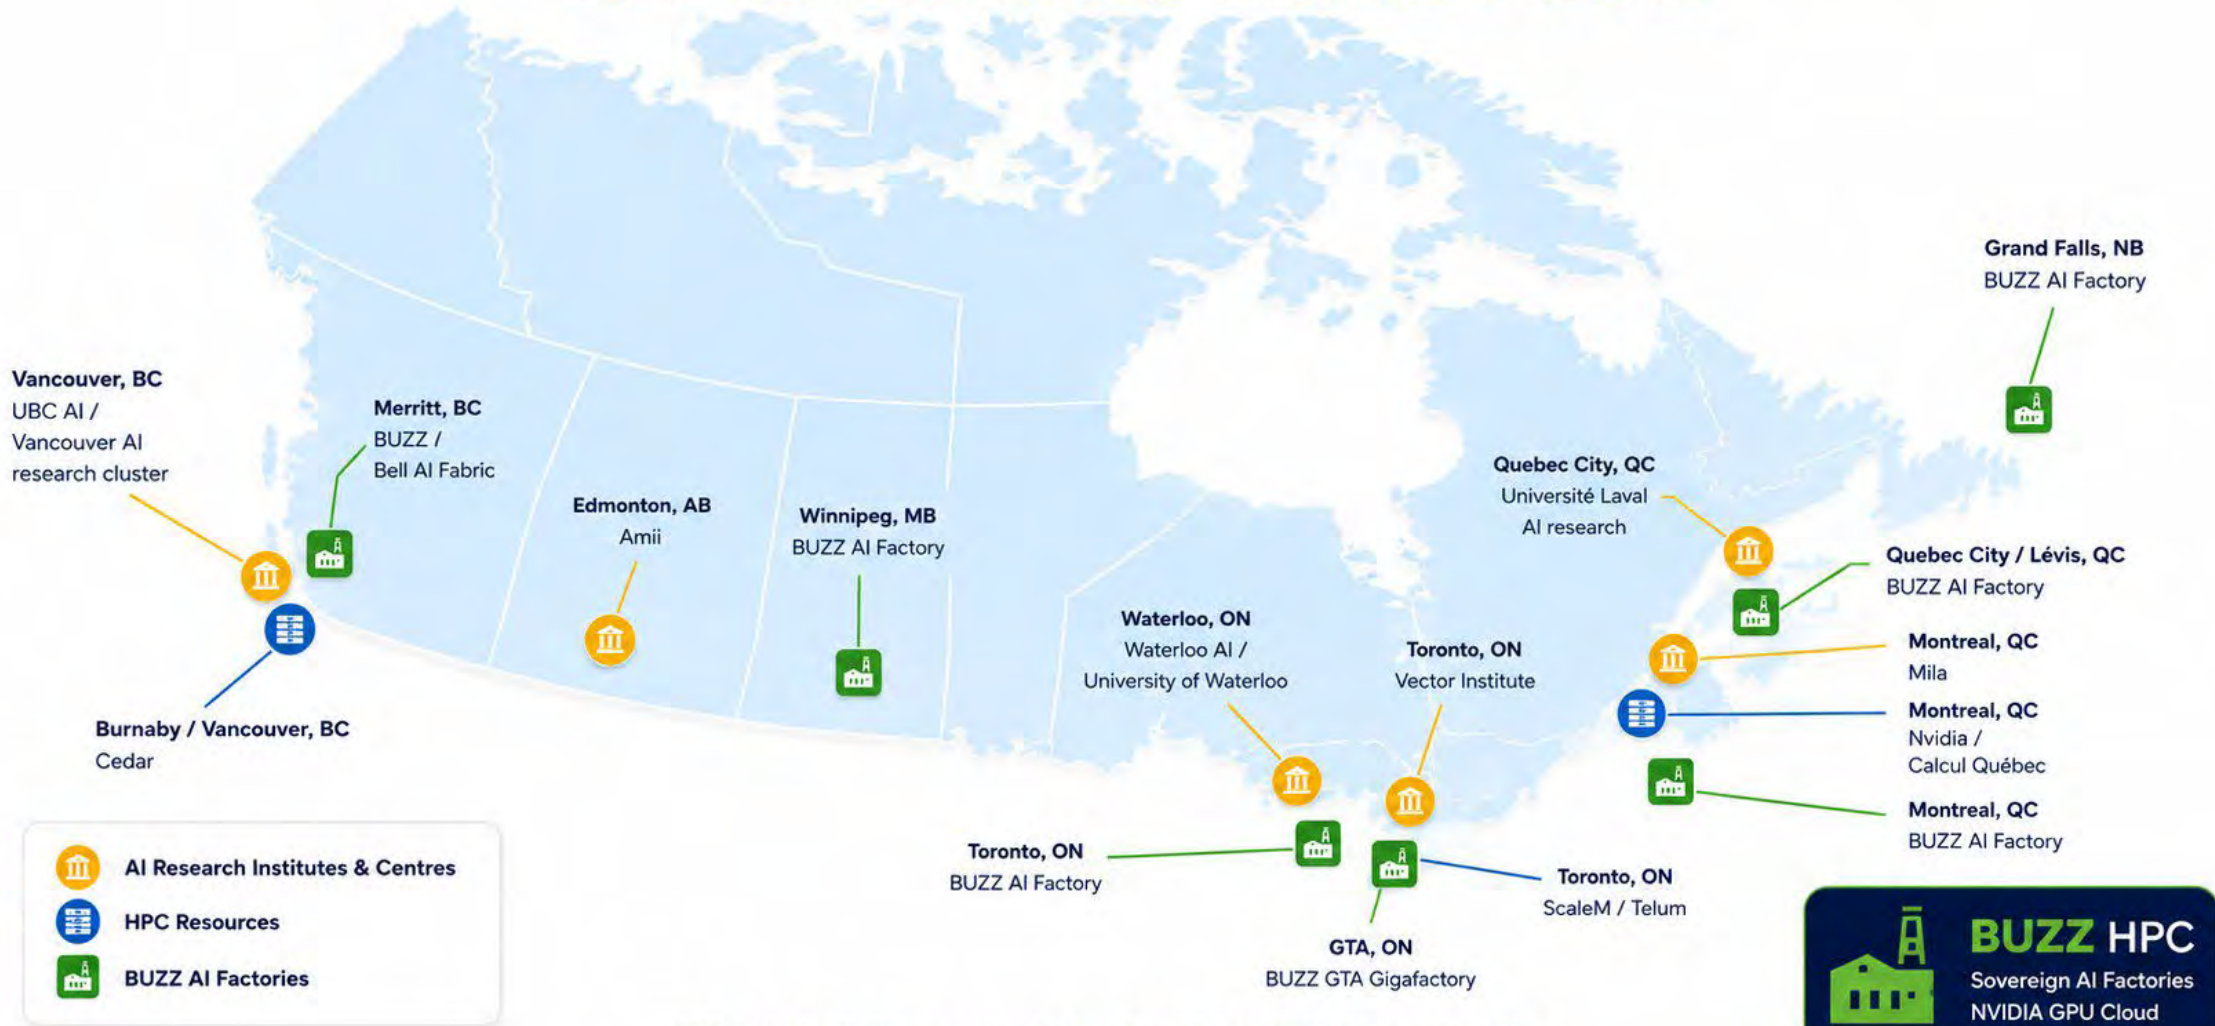 Grand Falls, NB
BUZZ AI Factory
Vancouver, BC
UBC AI /
Vancouver AI
research cluster
Merritt, BC
BUZZ /
Bell AI Fabric
Edmonton, AB
Amii
Winnipeg, MB
BUZZ AI Factory
Quebec City, QC
Université Laval
AI research
Quebec City / Lévis, QC
BUZZ AI Factory
Waterloo, ON
Waterloo AI /
University of Waterloo
Toronto, ON
Vector Institute
Montreal, QC
Mila
Montreal, QC
Nvidia /
Calcul Québec
Montreal, QC
BUZZ AI Factory
Burnaby / Vancouver, BC
Cedar
Toronto, ON
BUZZ AI Factory
Toronto, ON
ScaleM / Telum
GTA, ON
BUZZ GTA Gigafactory
AI Research Institutes & Centres
HPC Resources
BUZZ AI Factories
BUZZ HPC
Sovereign AI Factories
NVIDIA GPU Cloud